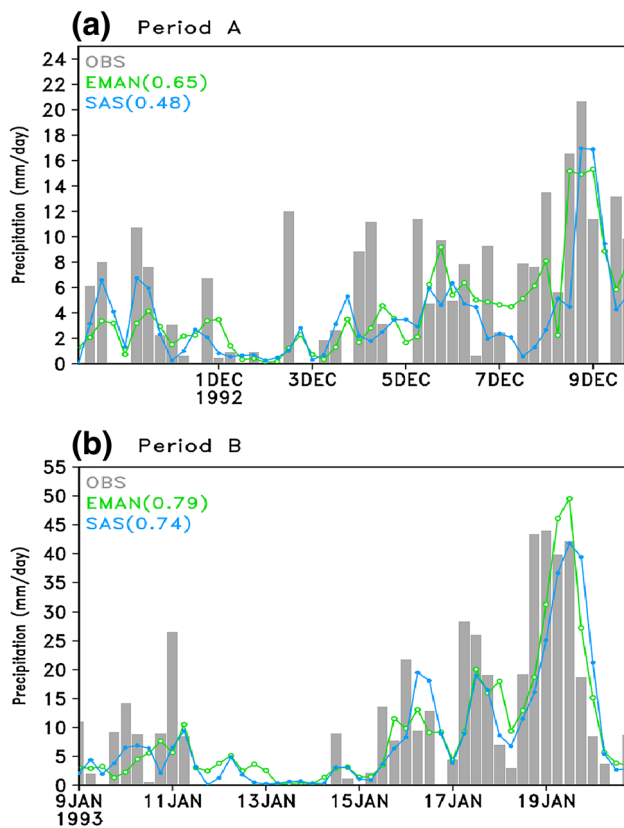 (a) Period A
24
22
20
18
16
14
12
10
8
6
4
2
0
Precipitation (mm/day)
OBS
EMAN(0.65)
SAS(0.48)
1DEC 3DEC 5DEC 7DEC 9DEC
1992
(b) Period B
55
50
45
40
35
30
25
20
15
10
5
0
Precipitation (mm/day)
OBS
EMAN(0.79)
SAS(0.74)
9JAN 11JAN 13JAN 15JAN 17JAN 19JAN
1993